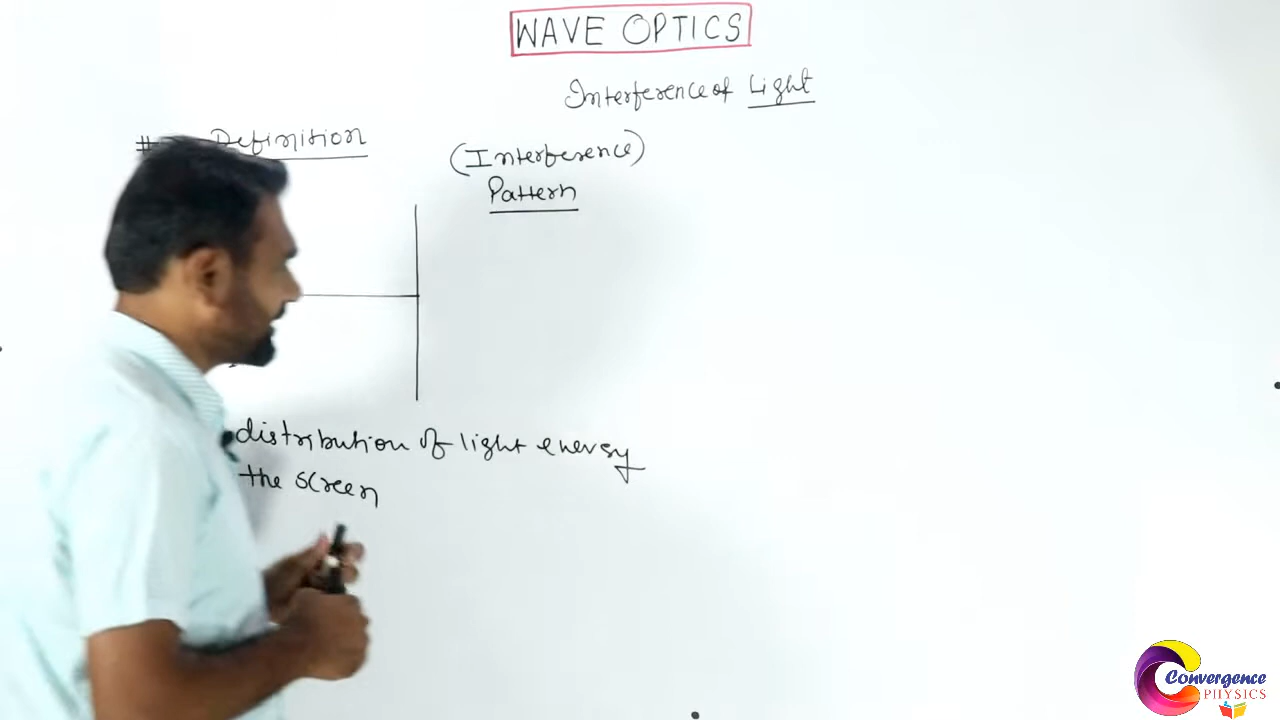 WAVE OPTICS
Interference of Light
# Definition
(Interference)
Pattern
distribution of light energy
the screen
Convergence
PHYSICS